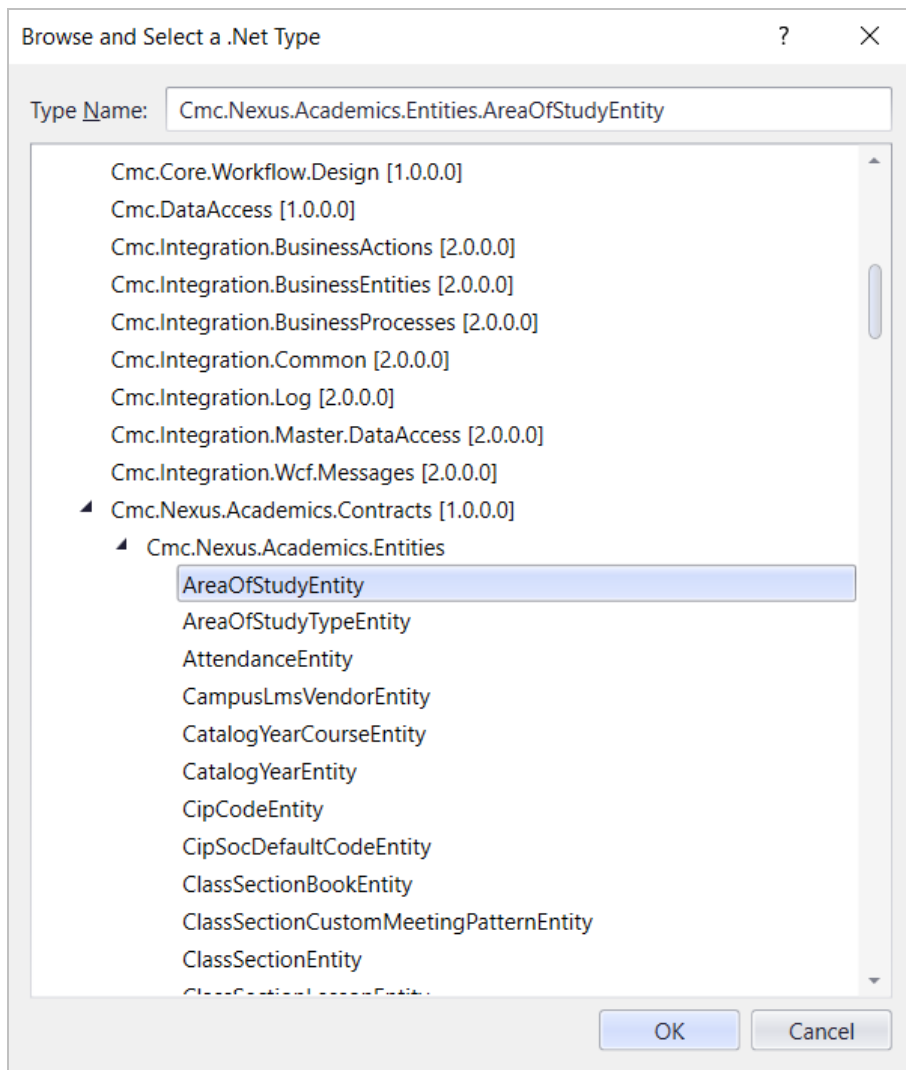 Browse and Select a .Net Type ?
Type Name: Cmc.Nexus.Academics.Entities.AreaOfStudyEntity
Cmc.Core.Workflow.Design [1.0.0.0]
Cmc.DataAccess [1.0.0.0]
Cmc.Integration.BusinessActions [2.0.0.0]
Cmc.Integration.BusinessEntities [2.0.0.0]
Cmc.Integration.BusinessProcesses [2.0.0.0]
Cmc.Integration.Common [2.0.0.0]
Cmc.Integration.Log [2.0.0.0]
Cmc.Integration.Master.DataAccess [2.0.0.0]
Cmc.Integration.Wcf.Messages [2.0.0.0]
Cmc.Nexus.Academics.Contracts [1.0.0.0]
Cmc.Nexus.Academics.Entities
AreaOfStudyEntity
AreaOfStudyTypeEntity
AttendanceEntity
CampusLmsVendorEntity
CatalogYearCourseEntity
CatalogYearEntity
CipCodeEntity
CipSocDefaultCodeEntity
ClassSectionBookEntity
ClassSectionCustomMeetingPatternEntity
ClassSectionEntity
OK Cancel